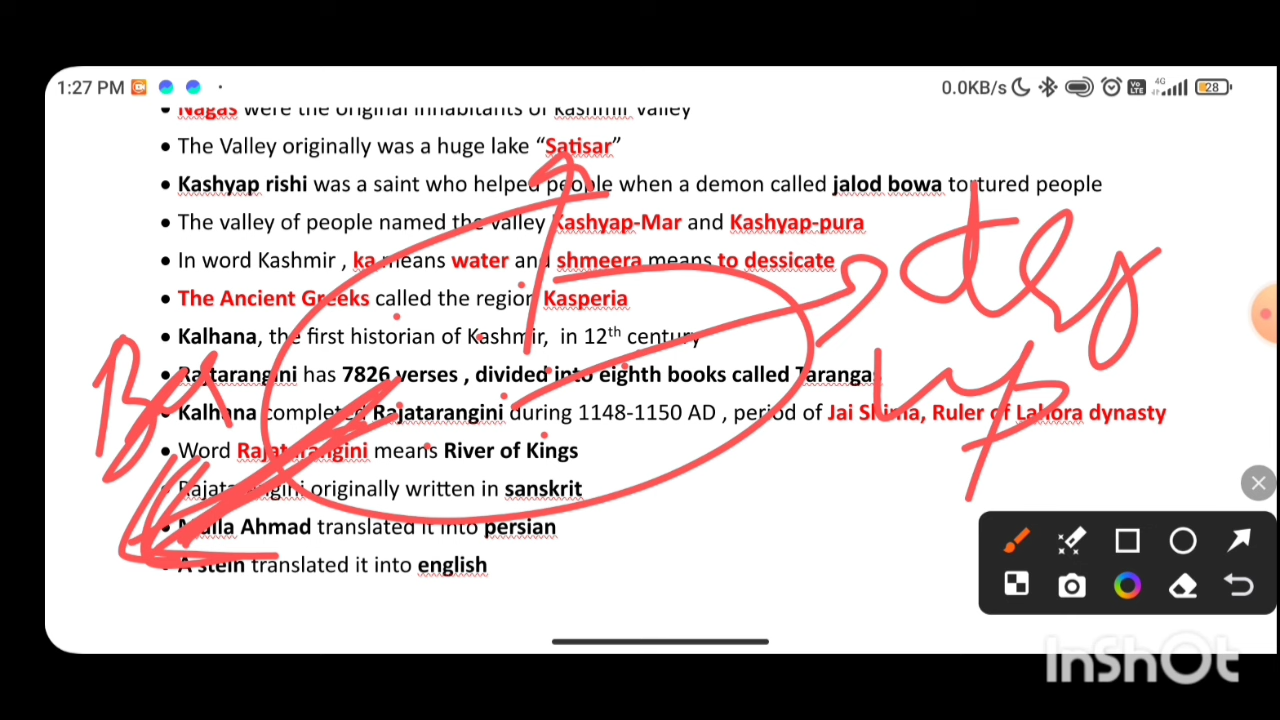 1:27 PM 0.0KB/s 4G Vo LTE 28
• Nagas were the original inhabitants of Kashmir Valley
• The Valley originally was a huge lake “Satisar”
• Kashyap rishi was a saint who helped people when a demon called jalod bowa tortured people
• The valley of people named the valley Kashyap-Mar and Kashyap-pura
• In word Kashmir , ka means water and shmeera means to dessicate
• The Ancient Greeks called the region Kasperia
• Kalhana, the first historian of Kashmir, in 12th century
• Rajtarangini has 7826 verses , divided into eighth books called Tarangas
• Kalhana completed Rajatarangini during 1148-1150 AD , period of Jai Shima, Ruler of Lahora dynasty
• Word Rajatarangini means River of Kings
• Rajatarangini originally written in sanskrit
• Mulla Ahmad translated it into persian
• A stein translated it into english
up
InShOt